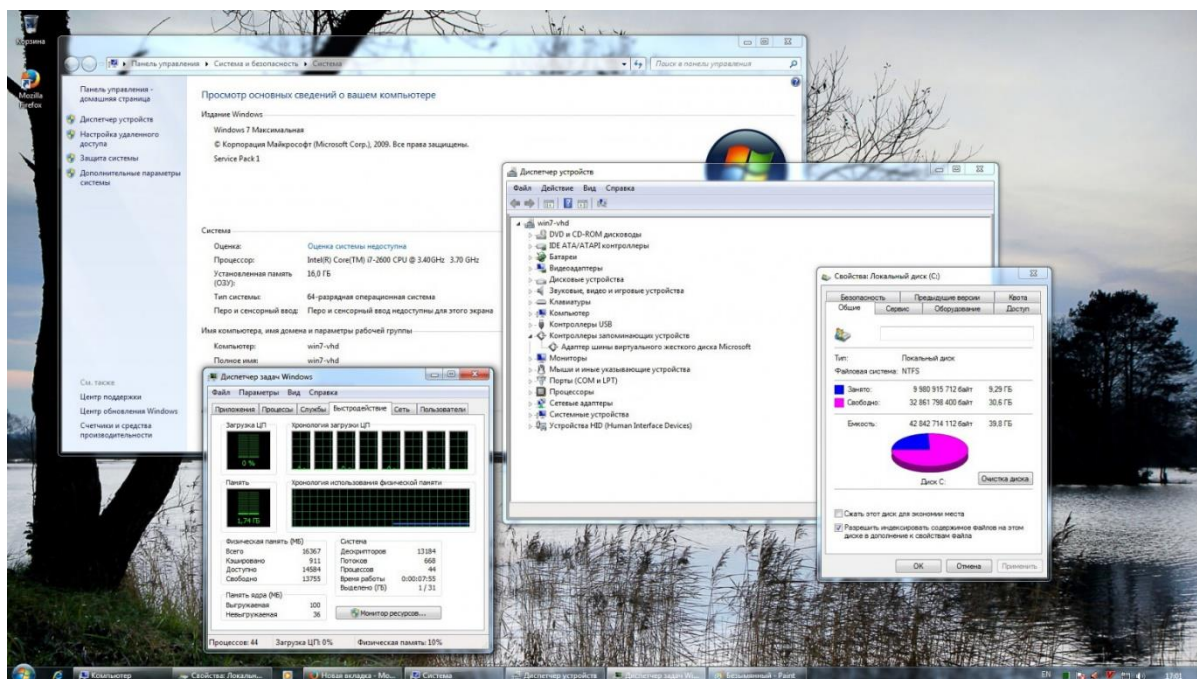 Корзина
Mozilla
Firefox
Панель управления ▸ Система и безопасность ▸ Система
Поиск в панели управления
Панель управления -
домашняя страница
Диспетчер устройств
Настройка удаленного
доступа
Защита системы
Дополнительные параметры
системы
См. также
Центр поддержки
Центр обновления Windows
Счетчики и средства
производительности
Просмотр основных сведений о вашем компьютере
Издание Windows
Windows 7 Максимальная
© Корпорация Майкрософт (Microsoft Corp.), 2009. Все права защищены.
Service Pack 1
Система
Оценка: Оценка системы недоступна
Процессор: Intel(R) Core(TM) i7-2600 CPU @ 3.40GHz 3.70 GHz
Установленная память
(ОЗУ): 16,0 ГБ
Тип системы: 64-разрядная операционная система
Перо и сенсорный ввод: Перо и сенсорный ввод недоступны для этого экрана
Имя компьютера, имя домена и параметры рабочей группы
Компьютер: win7-vhd
Полное имя: win7-vhd
Диспетчер устройств
Файл Действие Вид Справка
win7-vhd
DVD и CD-ROM дисководы
IDE ATA/ATAPI контроллеры
Батареи
Видеоадаптеры
Дисковые устройства
Звуковые, видео и игровые устройства
Клавиатуры
Компьютер
Контроллеры USB
Контроллеры запоминающих устройств
Адаптер шины виртуального жесткого диска Microsoft
Мониторы
Мыши и иные указывающие устройства
Порты (COM и LPT)
Процессоры
Сетевые адаптеры
Системные устройства
Устройства HID (Human Interface Devices)
Свойства: Локальный диск (C:)
Безопасность Предыдущие версии Квота
Общие Сервис Оборудование Доступ
Тип: Локальный диск
Файловая система: NTFS
Занято: 9 980 915 712 байт 9,29 ГБ
Свободно: 32 861 798 400 байт 30,6 ГБ
Емкость: 42 842 714 112 байт 39,8 ГБ
Диск C:
Очистка диска
Сжать этот диск для экономии места
Разрешить индексировать содержимое файлов на этом
диске в дополнение к свойствам файла
OK Отмена Применить
Диспетчер задач Windows
Файл Параметры Вид Справка
Приложения Процессы Службы Быстродействие Сеть Пользователи
Загрузка ЦП Хронология загрузки ЦП
0 %
Память Хронология использования физической памяти
1,74 ГБ
Физическая память (МБ)
Всего 16367
Кэшировано 911
Доступно 14584
Свободно 13755
Память ядра (МБ)
Выгружаемая 100
Невыгружаемая 36
Система
Дескрипторов 13184
Потоков 668
Процессов 44
Время работы 0:00:07:55
Выделено (ГБ) 1 / 31
Монитор ресурсов...
Процессов: 44 Загрузка ЦП: 0% Физическая память: 10%
Компьютер Свойства: Локальн... Новая вкладка - Mo... Система Диспетчер устройств Диспетчер задач Wi... Безымянный - Paint EN 17:01